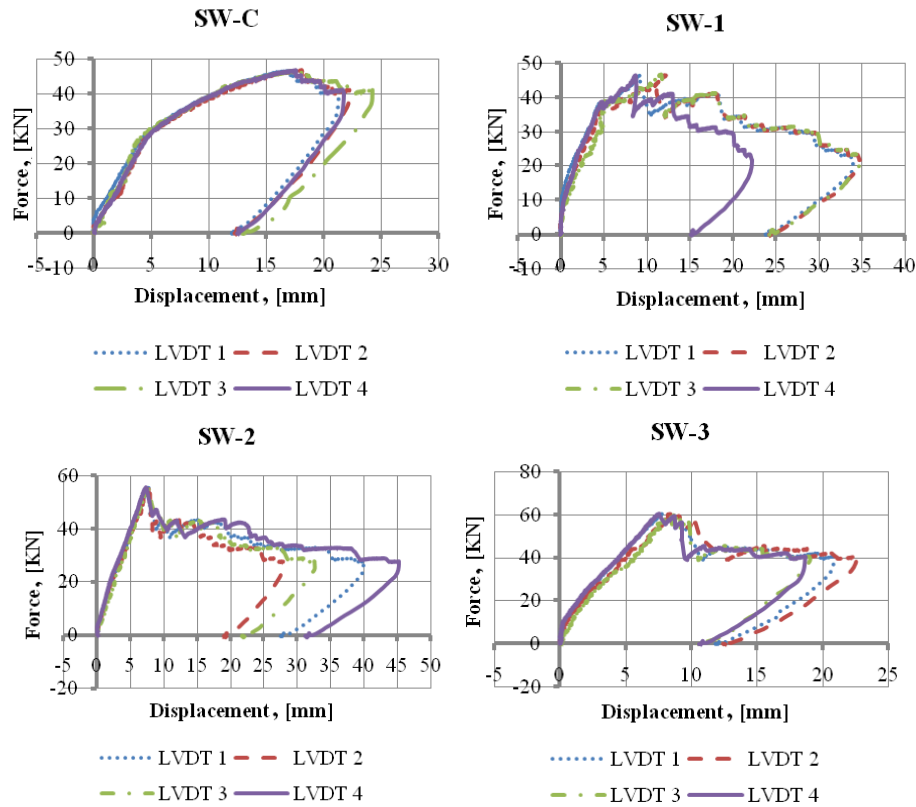 SW-C
50
40
30
20
10
0
-10
-5 0 5 10 15 20 25 30
Force, [KN]
Displacement , [mm]
LVDT 1 LVDT 2
LVDT 3 LVDT 4
SW-1
50
40
30
20
10
0
-10
-5 0 5 10 15 20 25 30 35 40
Force, [KN]
Displacement , [mm]
LVDT 1 LVDT 2
LVDT 3 LVDT 4
SW-2
60
40
20
0
-20
-5 0 5 10 15 20 25 30 35 40 45 50
Force, [KN]
Displacement , [mm]
LVDT 1 LVDT 2
LVDT 3 LVDT 4
SW-3
80
60
40
20
0
-20
-5 0 5 10 15 20 25
Force, [KN]
Displacement , [mm]
LVDT 1 LVDT 2
LVDT 3 LVDT 4